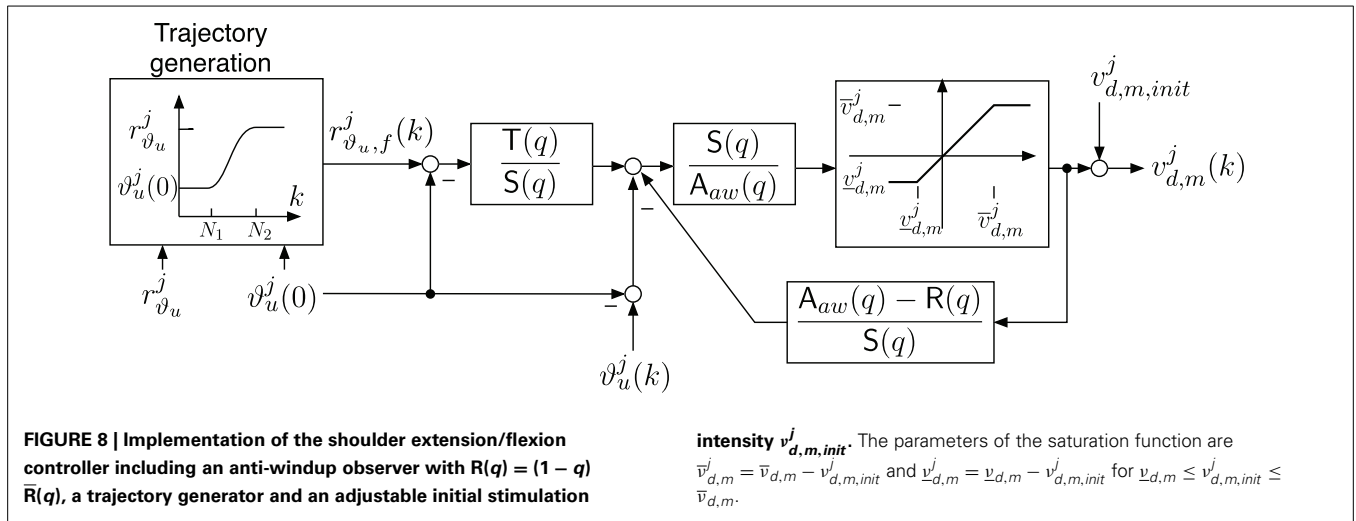 Trajectory
generation
r^j_{ϑ_u}
ϑ^j_u(0)
k
N_1 N_2
r^j_{ϑ_u,f}(k)
−
T(q)
S(q)
−
S(q)
A_{aw}(q)
v̅^j_{d,m}
v̲^j_{d,m}
v̲^j_{d,m}
v̅^j_{d,m}
v^j_{d,m,init}
v^j_{d,m}(k)
r^j_{ϑ_u}
ϑ^j_u(0)
−
−
ϑ^j_u(k)
A_{aw}(q) − R(q)
S(q)
FIGURE 8 | Implementation of the shoulder extension/flexion
controller including an anti-windup observer with R(q) = (1 − q)
R̅(q), a trajectory generator and an adjustable initial stimulation
intensity v^j_{d,m,init}. The parameters of the saturation function are
v̅^j_{d,m} = v̅_{d,m} − v^j_{d,m,init} and v̲^j_{d,m} = v̲_{d,m} − v^j_{d,m,init} for v̲_{d,m} ≤ v^j_{d,m,init} ≤
v̅_{d,m}.